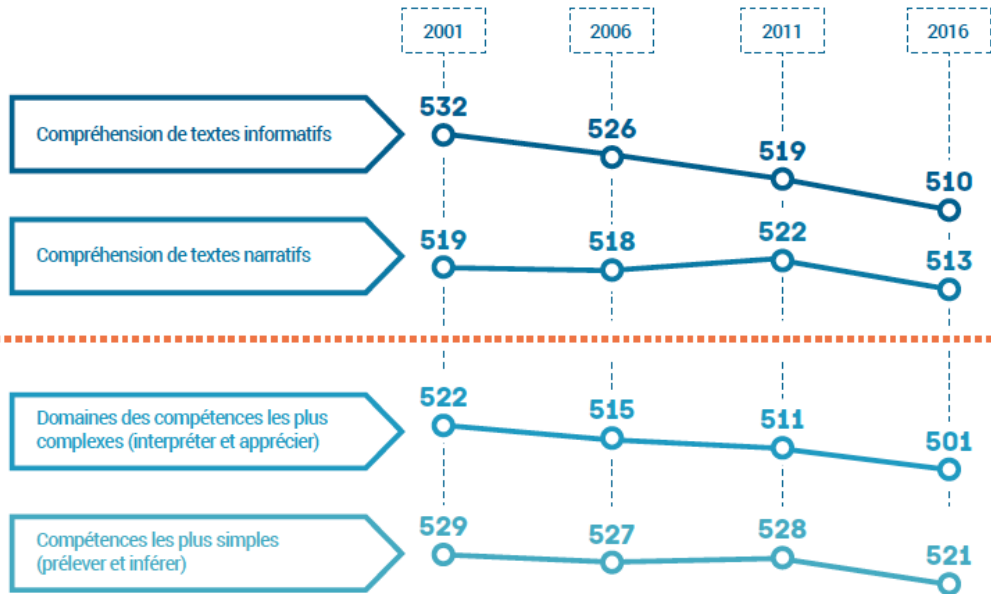 2001 2006 2011 2016
Compréhension de textes informatifs
532 526 519 510
Compréhension de textes narratifs
519 518 522 513
Domaines des compétences les plus
complexes (interpréter et apprécier)
522 515 511 501
Compétences les plus simples
(prélever et inférer)
529 527 528 521